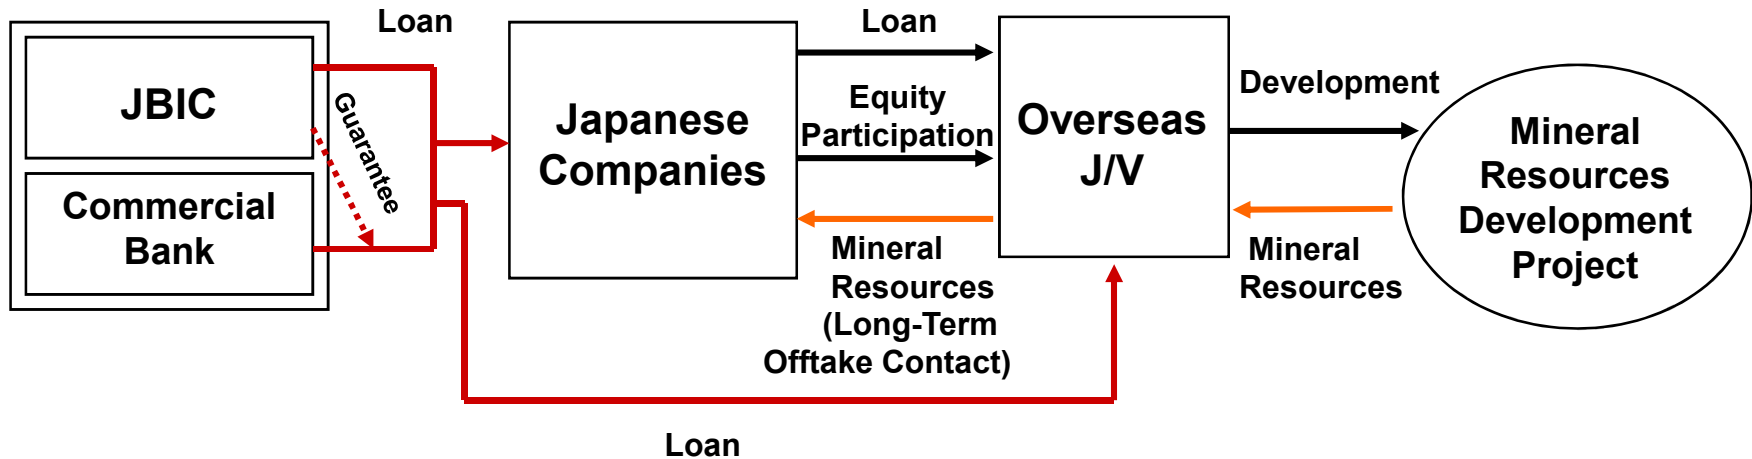 Loan
JBIC
Guarantee
Commercial
Bank
Japanese
Companies
Loan
Equity
Participation
Mineral
Resources
(Long-Term
Offtake Contact)
Overseas
J/V
Development
Mineral
Resources
Mineral
Resources
Development
Project
Loan